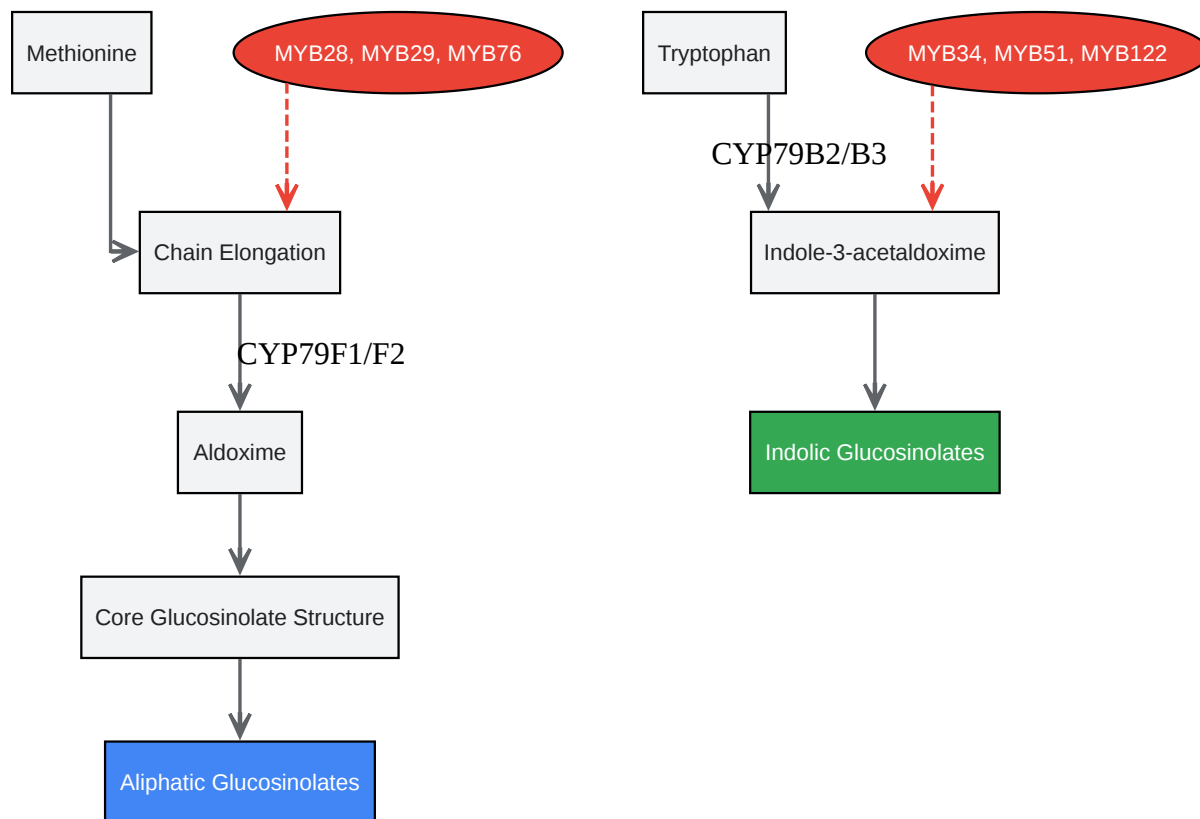 Methionine
MYB28, MYB29, MYB76
Tryptophan
MYB34, MYB51, MYB122
CYP79B2/B3
Chain Elongation
Indole-3-acetaldoxime
CYP79F1/F2
Aldoxime
Indolic Glucosinolates
Core Glucosinolate Structure
Aliphatic Glucosinolates